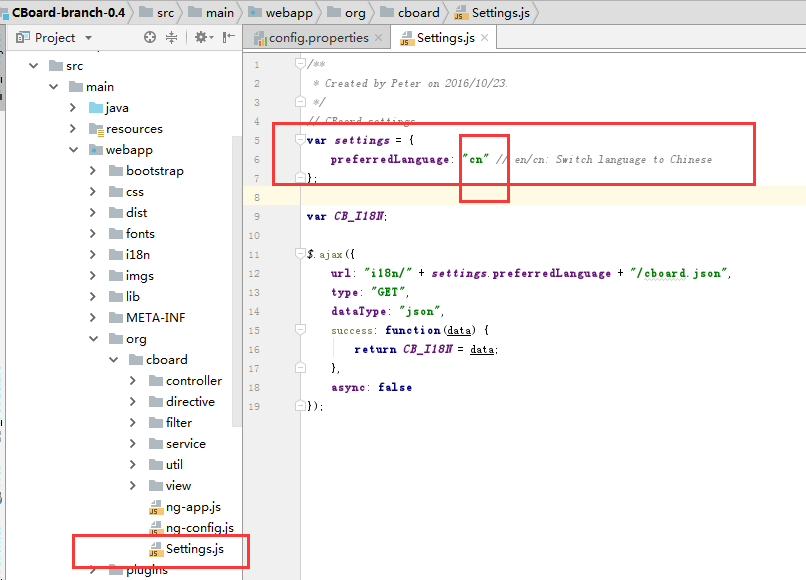 CBoard-branch-0.4 src main webapp org cboard Settings.js
Project
config.properties Settings.js
src
main
java
resources
webapp
bootstrap
css
dist
fonts
i18n
imgs
lib
META-INF
org
cboard
controller
directive
filter
service
util
view
ng-app.js
ng-config.js
Settings.js
plugins
1 /**
2 * Created by Peter on 2016/10/23.
3 */
4 // CBoard settings
5 var settings = {
6 preferredLanguage: "cn" // en/cn: Switch language to Chinese
7 };
8
9 var CB_I18N;
10
11 $.ajax({
12 url: "i18n/" + settings.preferredLanguage + "/cboard.json",
13 type: "GET",
14 dataType: "json",
15 success: function(data) {
16 return CB_I18N = data;
17 },
18 async: false
19 });